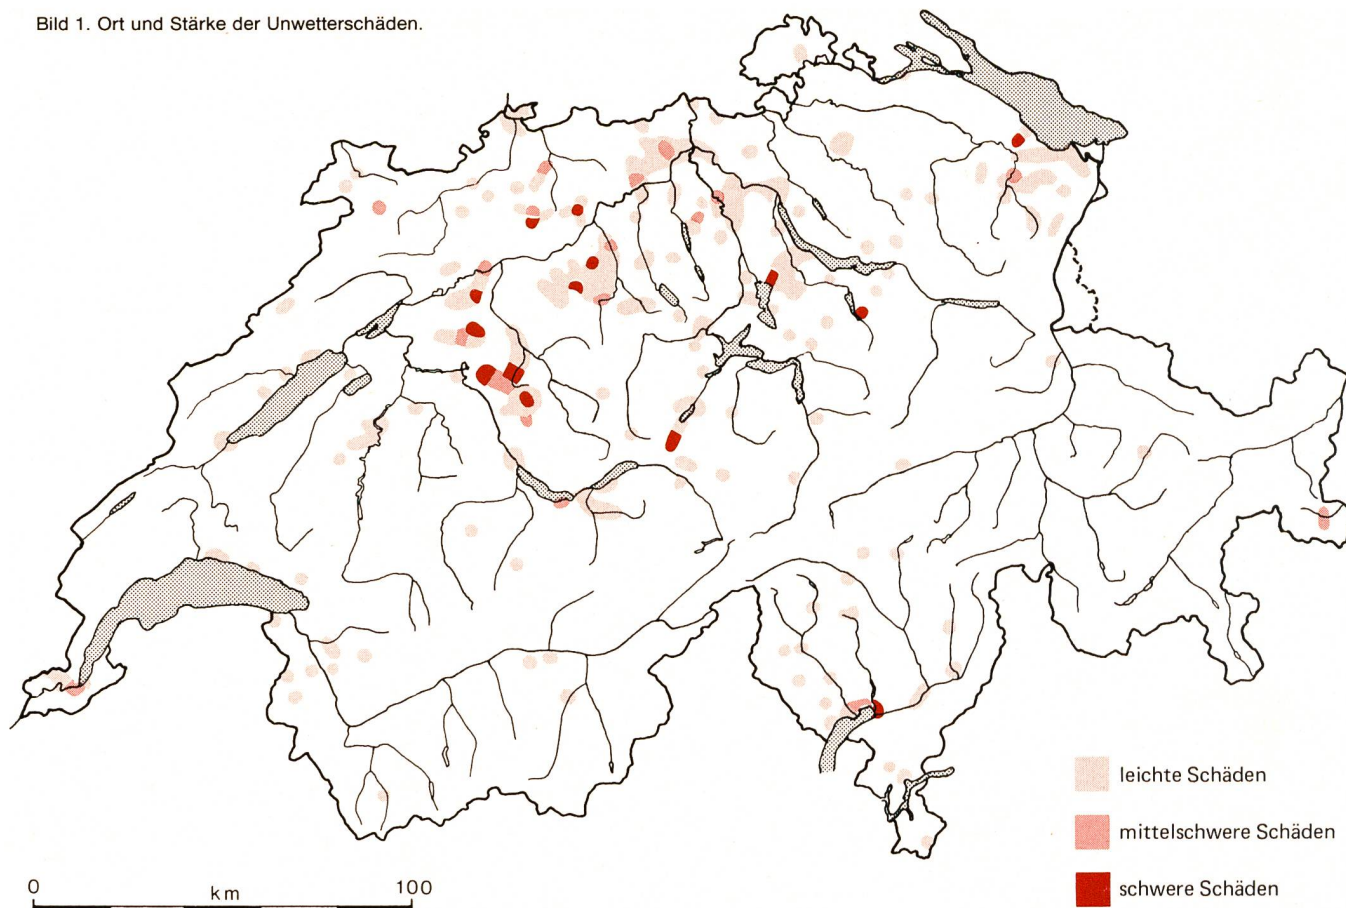 Bild 1. Ort und Stärke der Unwetterschäden.
leichte Schäden
mittelschwere Schäden
schwere Schäden
0 km 100